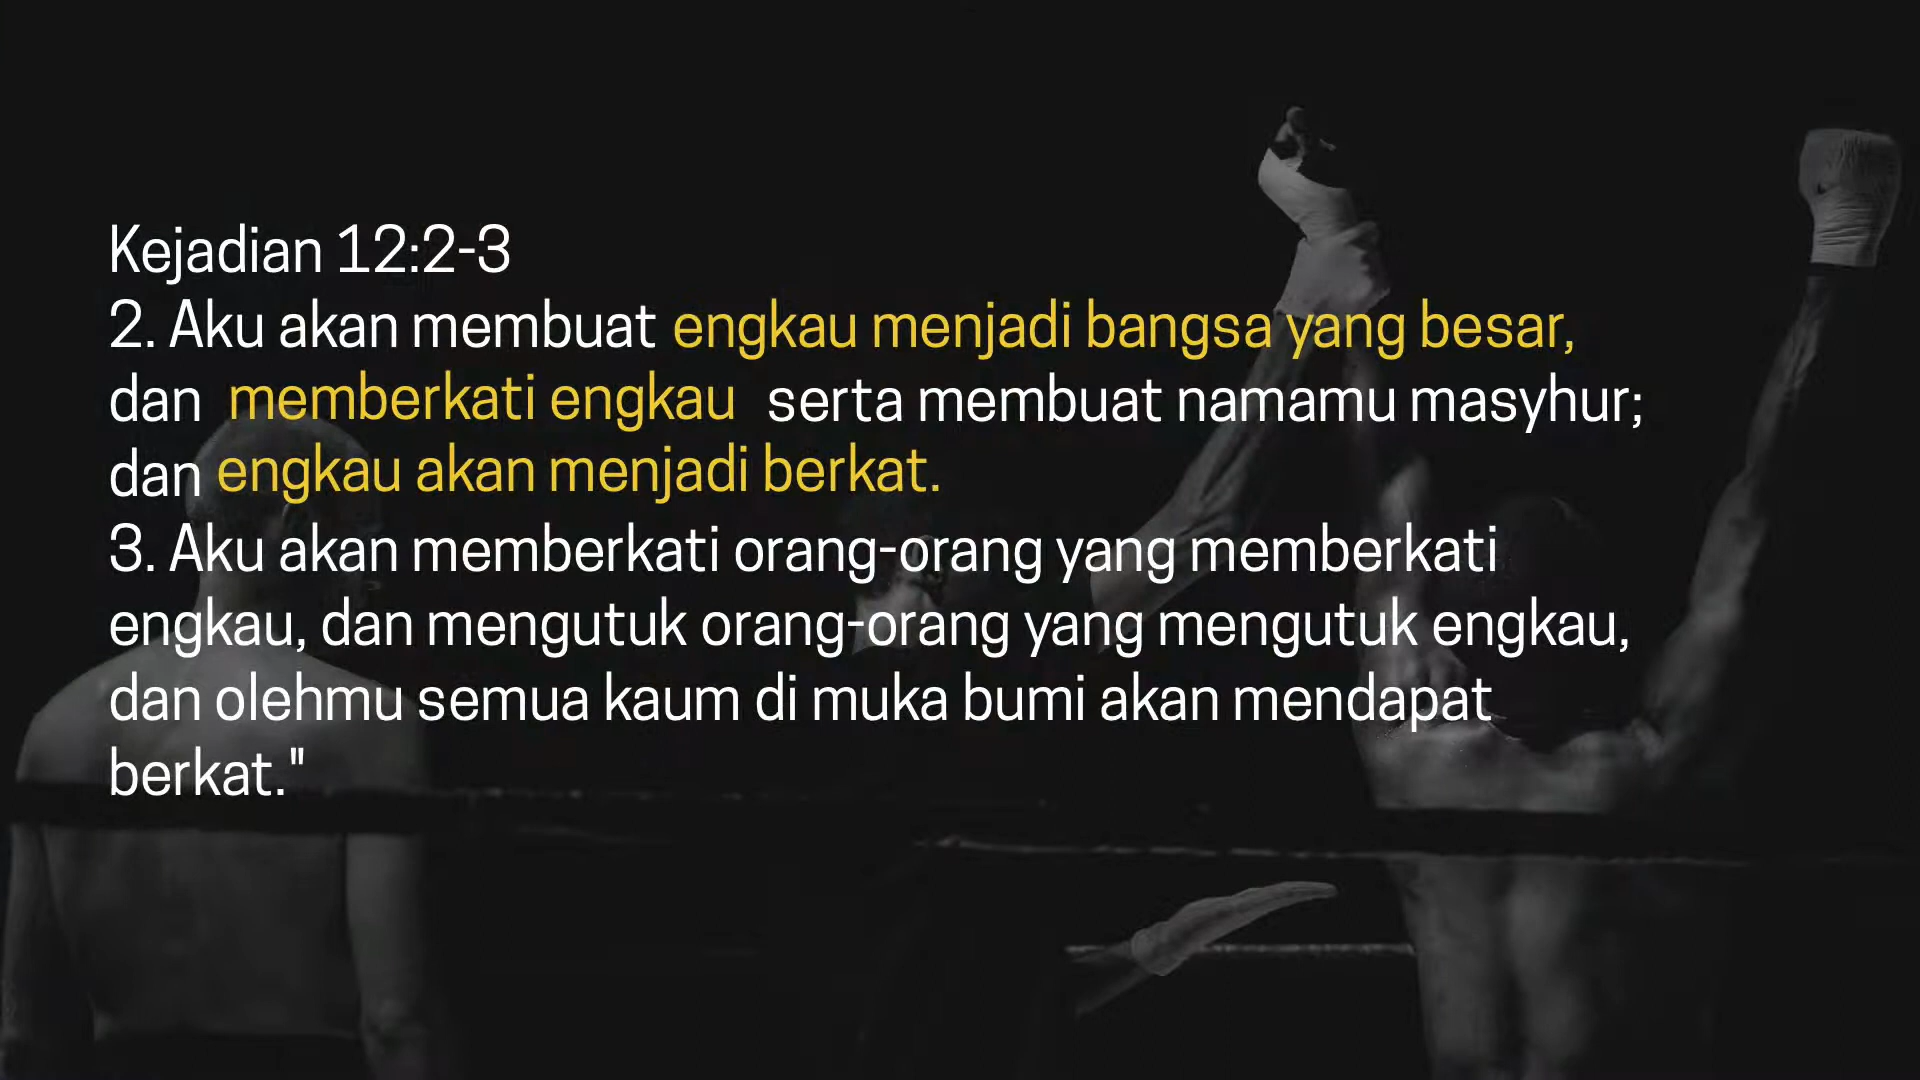 Kejadian 12:2-3
2. Aku akan membuat engkau menjadi bangsa yang besar,
dan memberkati engkau serta membuat namamu masyhur;
dan engkau akan menjadi berkat.
3. Aku akan memberkati orang-orang yang memberkati
engkau, dan mengutuk orang-orang yang mengutuk engkau,
dan olehmu semua kaum di muka bumi akan mendapat
berkat."